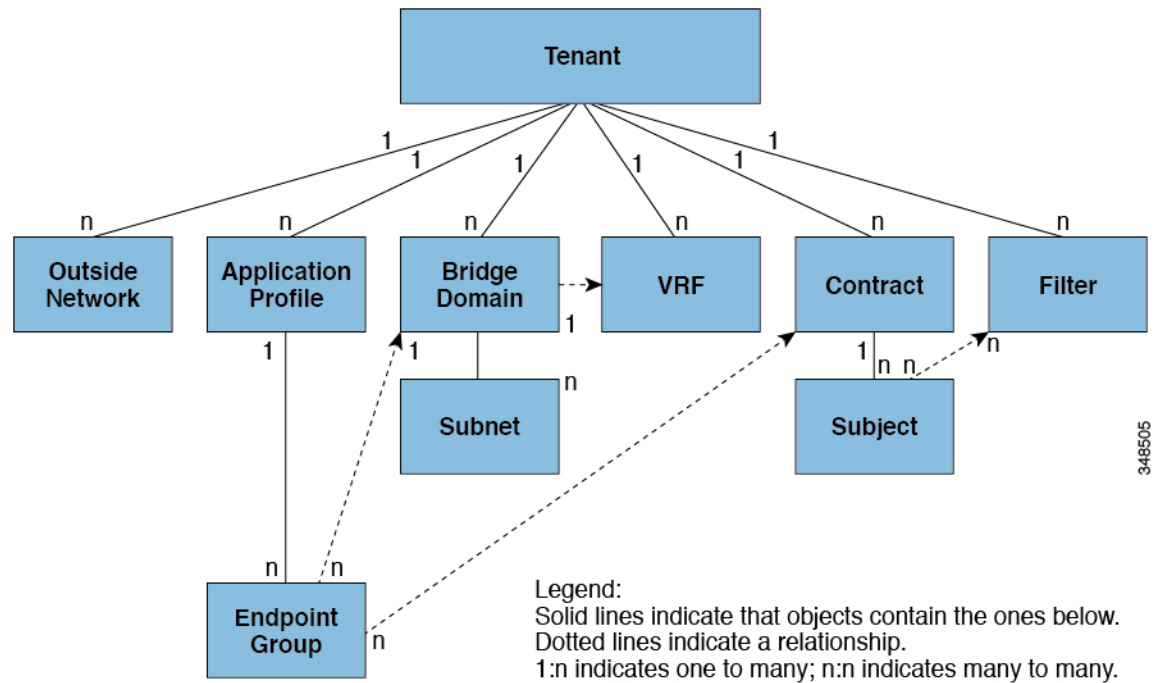 Tenant
1
1
1
1
1
1
n
n
n
n
n
n
Outside
Network
Application
Profile
Bridge
Domain
VRF
Contract
Filter
1
1
1
1
n
n
n
n
Subnet
Subject
348505
n
n
Endpoint
Group
n
Legend:
Solid lines indicate that objects contain the ones below.
Dotted lines indicate a relationship.
1:n indicates one to many; n:n indicates many to many.